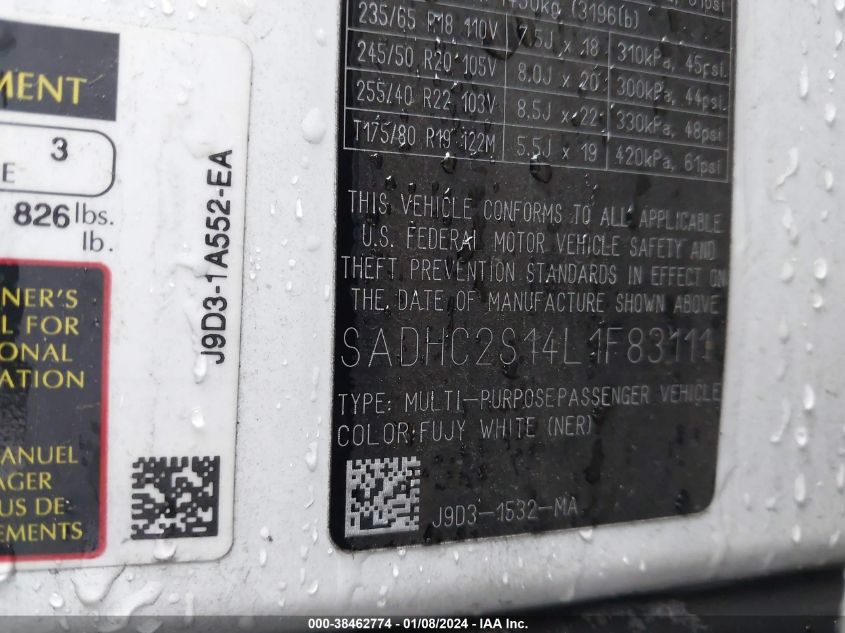 MENT
3
E
826 lbs.
lb.
J9D3-1A552-EA
NER'S
L FOR
ONAL
ATION
ANUEL
AGER
US DE-
EMENTS
1450kg (3196lb)
235/65 R18 110V 7.5J x 18 310kPa, 45psi
245/50 R20 105V 8.0J x 20 300kPa, 44psi
255/40 R22 103V 8.5J x 22 330kPa, 48psi
T175/80 R19 122M 5.5J x 19 420kPa, 61psi
THIS VEHICLE CONFORMS TO ALL APPLICABLE
U.S. FEDERAL MOTOR VEHICLE SAFETY AND
THEFT PREVENTION STANDARDS IN EFFECT ON
THE DATE OF MANUFACTURE SHOWN ABOVE
SADHC2S14L1F83111
TYPE: MULTI-PURPOSE PASSENGER VEHICLE
COLOR: FUJY WHITE (NER)
J9D3-1532-MA
000-38462774 - 01/08/2024 - IAA Inc.